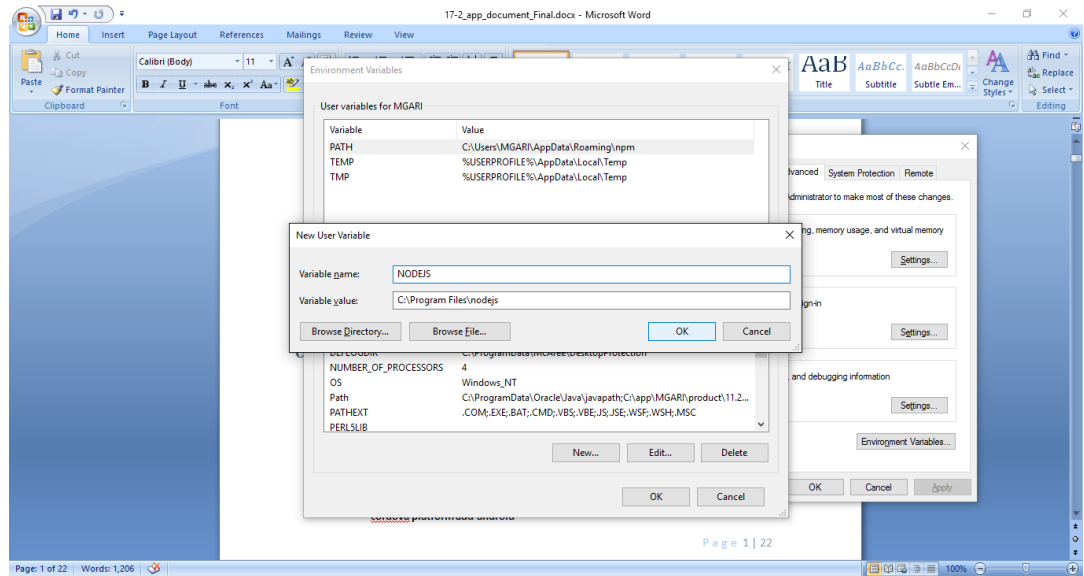 17-2_app_document_Final.docx - Microsoft Word
Home Insert Page Layout References Mailings Review View
Cut
Copy
Format Painter
Paste
Clipboard
Calibri (Body) 11
B I U abc x₂ x² Aa
Font
AaB AaBbCc. AaBbCcDc
Title Subtitle Subtle Em...
Change Styles
Find
Replace
Select
Editing
Environment Variables
User variables for MGARI
Variable Value
PATH C:\Users\MGARI\AppData\Roaming\npm
TEMP %USERPROFILE%\AppData\Local\Temp
TMP %USERPROFILE%\AppData\Local\Temp
New User Variable
Variable name: NODEJS
Variable value: C:\Program Files\nodejs
Browse Directory... Browse File... OK Cancel
NUMBER_OF_PROCESSORS 4
OS Windows_NT
Path C:\ProgramData\Oracle\Java\javapath;C:\app\MGARI\product\11.2...
PATHEXT .COM;.EXE;.BAT;.CMD;.VBS;.VBE;.JS;.JSE;.WSF;.WSH;.MSC
PERL5LIB
New... Edit... Delete
OK Cancel
System Protection Remote
Administrator to make most of these changes.
memory usage, and virtual memory
Settings...
Settings...
and debugging information
Settings...
Environment Variables...
OK Cancel Apply
Page 1 | 22
Page: 1 of 22 Words: 1,206
100%